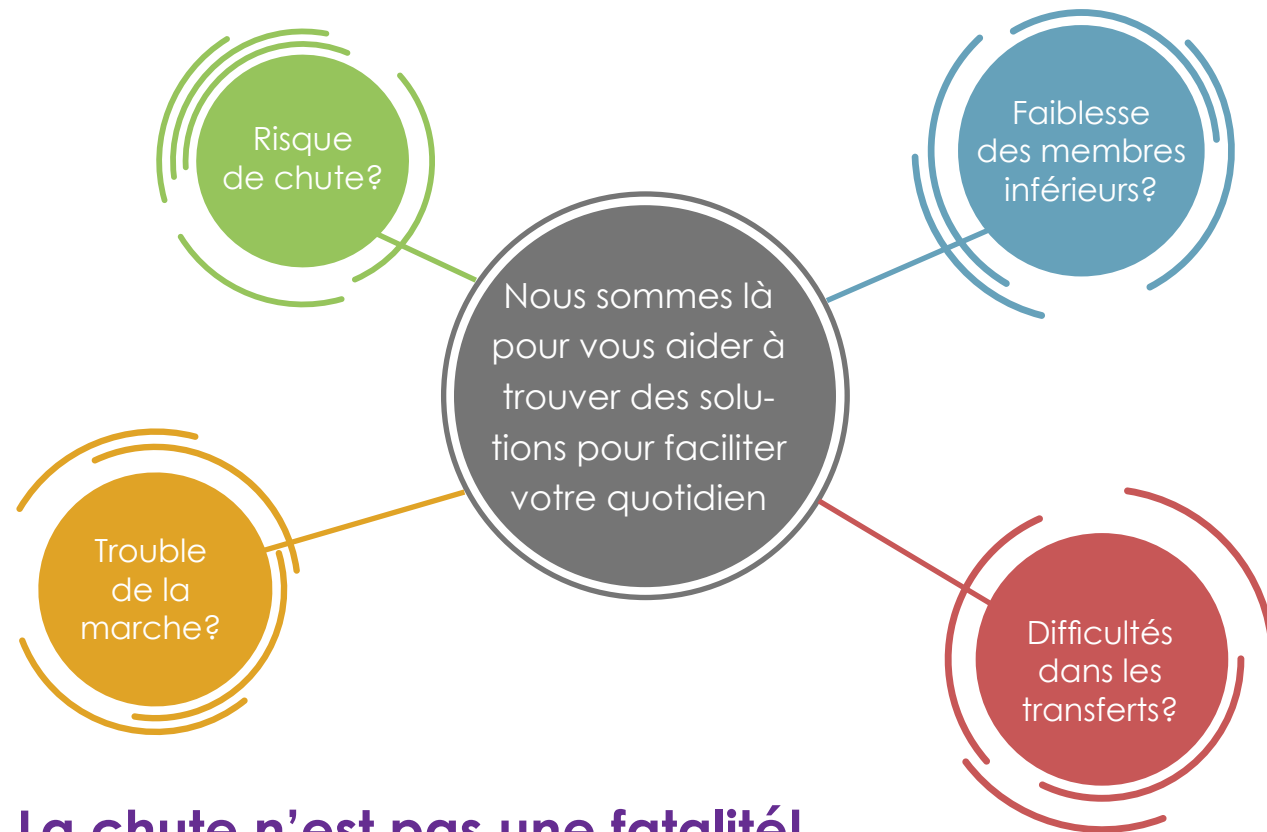 Risque
de chute?
Faiblesse
des membres
inférieurs?
Nous sommes là
pour vous aider à
trouver des solu-
tions pour faciliter
votre quotidien
Trouble
de la
marche?
Difficultés
dans les
transferts?
La chute n'est pas une fatalité!